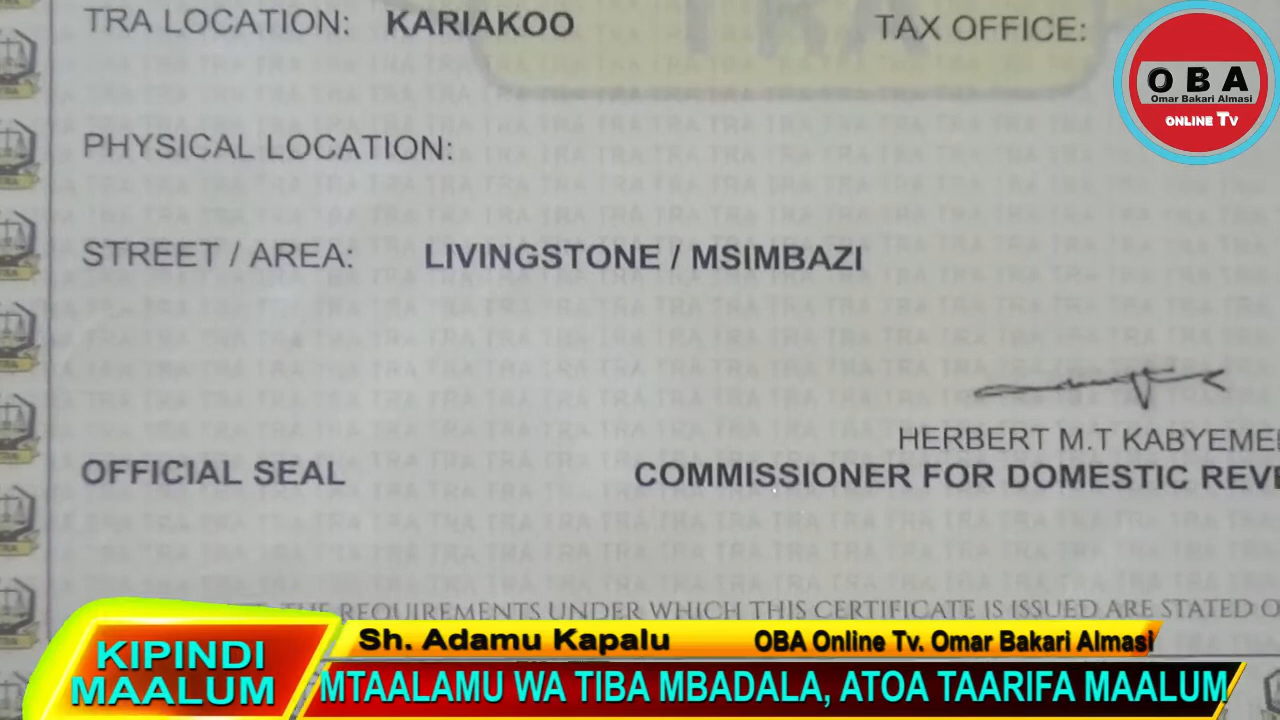 TRA LOCATION: KARIAKOO TAX OFFICE:
OBA
Omar Bakari Almasi
ONLINE TV
PHYSICAL LOCATION:
STREET / AREA: LIVINGSTONE / MSIMBAZI
HERBERT M.T KABYEME
OFFICIAL SEAL COMMISSIONER FOR DOMESTIC REVE
THE REQUIREMENTS UNDER WHICH THIS CERTIFICATE IS ISSUED ARE STATED O
KIPINDI MAALUM
Sh. Adamu Kapalu OBA Online Tv. Omar Bakari Almasi
MTAALAMU WA TIBA MBADALA, ATOA TAARIFA MAALUM